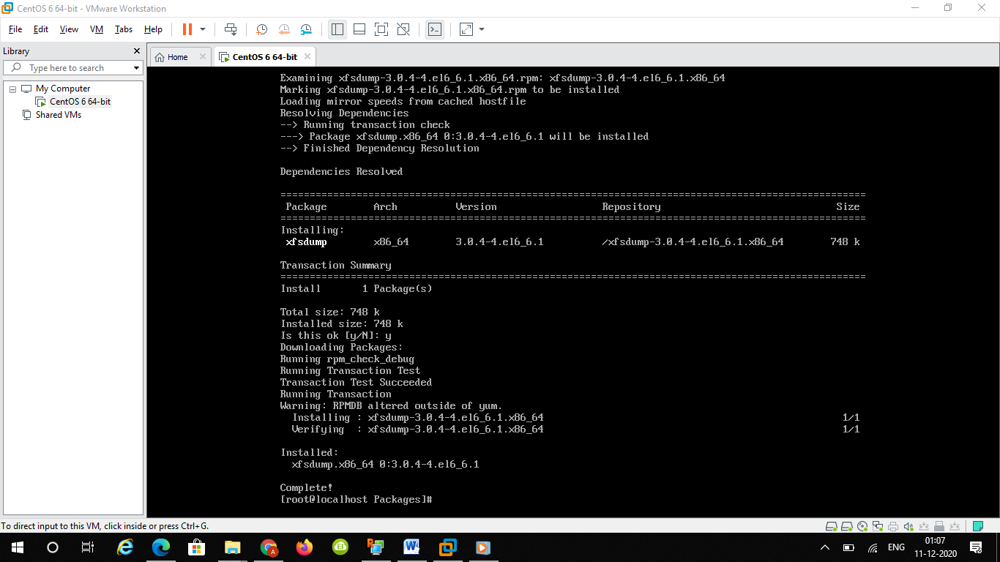 CentOS 6 64-bit - VMware Workstation
File Edit View VM Tabs Help
Library
Type here to search
My Computer
CentOS 6 64-bit
Shared VMs
Home
CentOS 6 64-bit
Examining xfsdump-3.0.4-4.el6_6.1.x86_64.rpm: xfsdump-3.0.4-4.el6_6.1.x86_64
Marking xfsdump-3.0.4-4.el6_6.1.x86_64.rpm to be installed
Loading mirror speeds from cached hostfile
Resolving Dependencies
--> Running transaction check
---> Package xfsdump.x86_64 0:3.0.4-4.el6_6.1 will be installed
--> Finished Dependency Resolution
Dependencies Resolved
====================================================================================================
Package Arch Version Repository Size
====================================================================================================
Installing:
xfsdump x86_64 3.0.4-4.el6_6.1 /xfsdump-3.0.4-4.el6_6.1.x86_64 748 k
Transaction Summary
====================================================================================================
Install 1 Package(s)
Total size: 748 k
Installed size: 748 k
Is this ok [y/N]: y
Downloading Packages:
Running rpm_check_debug
Running Transaction Test
Transaction Test Succeeded
Running Transaction
Warning: RPMDB altered outside of yum.
Installing : xfsdump-3.0.4-4.el6_6.1.x86_64 1/1
Verifying : xfsdump-3.0.4-4.el6_6.1.x86_64 1/1
Installed:
xfsdump.x86_64 0:3.0.4-4.el6_6.1
Complete!
[root@localhost Packages]#
To direct input to this VM, click inside or press Ctrl+G.
ENG
01:07
11-12-2020